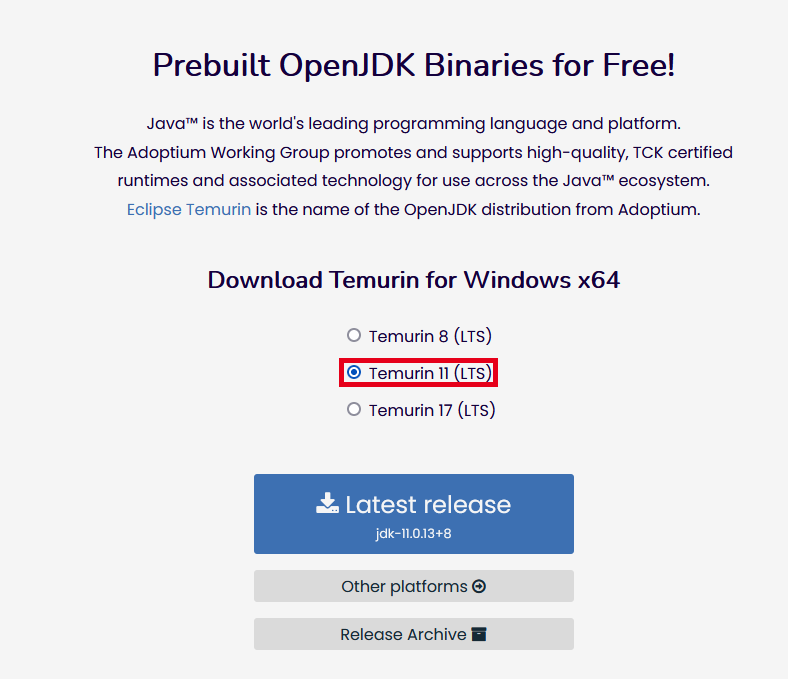 Prebuilt OpenJDK Binaries for Free!
Java™ is the world's leading programming language and platform.
The Adoptium Working Group promotes and supports high-quality, TCK certified
runtimes and associated technology for use across the Java™ ecosystem.
Eclipse Temurin is the name of the OpenJDK distribution from Adoptium.
Download Temurin for Windows x64
Temurin 8 (LTS)
Temurin 11 (LTS)
Temurin 17 (LTS)
Latest release
jdk-11.0.13+8
Other platforms
Release Archive